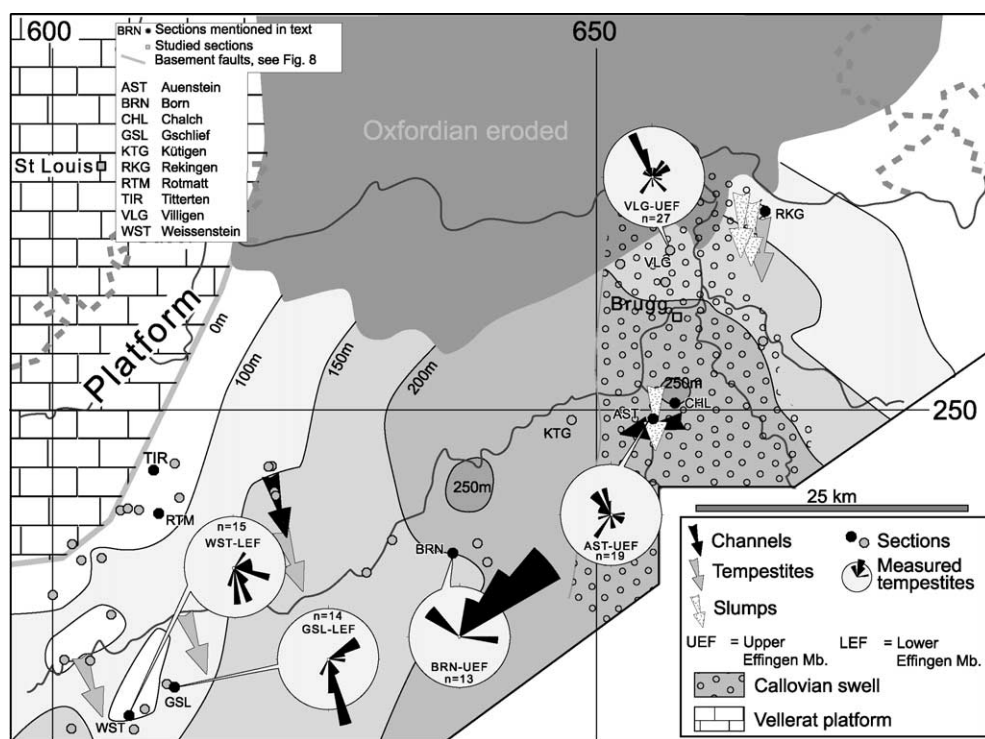 600
650
BRN Sections mentioned in text
Studied sections
Basement faults, see Fig. 8
AST Auenstein
BRN Born
CHL Chalch
GSL Gschlief
KTG Kütigen
RKG Rekingen
RTM Rotmatt
TIR Titterten
VLG Villigen
WST Weissenstein
Oxfordian eroded
St Louis
VLG-UEF
n=27
RKG
VLG
Brugg
Platform
0m
100m
150m
200m
250m
CHL
AST
250
KTG
TIR
250m
RTM
25 km
n=15
WST-LEF
BRN
AST-UEF
n=19
n=14
GSL-LEF
BRN-UEF
n=13
GSL
WST
Channels
Sections
Tempestites
Measured
tempestites
Slumps
UEF = Upper
Effingen Mb.
LEF = Lower
Effingen Mb.
Callovian swell
Vellerat platform